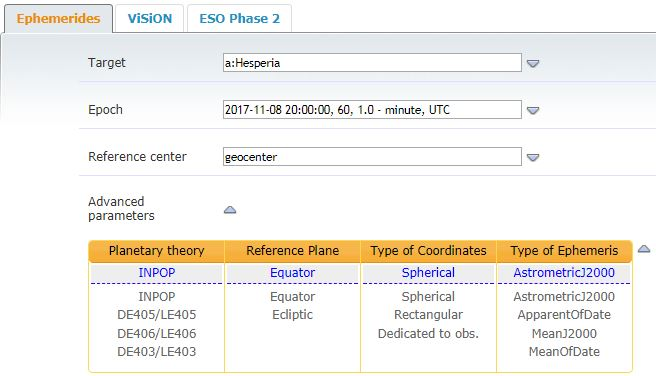 Ephemerides ViSiON ESO Phase 2
Target a:Hesperia
Epoch 2017-11-08 20:00:00, 60, 1.0 - minute, UTC
Reference center geocenter
Advanced
parameters
Planetary theory Reference Plane Type of Coordinates Type of Ephemeris
INPOP Equator Spherical AstrometricJ2000
INPOP Equator Spherical AstrometricJ2000
DE405/LE405 Ecliptic Rectangular ApparentOfDate
DE406/LE406 Dedicated to obs. MeanJ2000
DE403/LE403 MeanOfDate